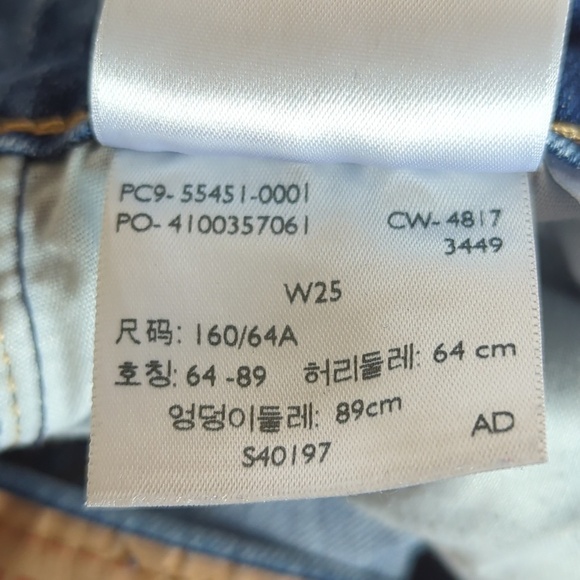 PC9-55451-0001
PO-4100357061 CW-4817
3449
W25
尺码: 160/64A
호칭: 64-89 허리둘레: 64 cm
엉덩이둘레: 89cm
AD
S40197